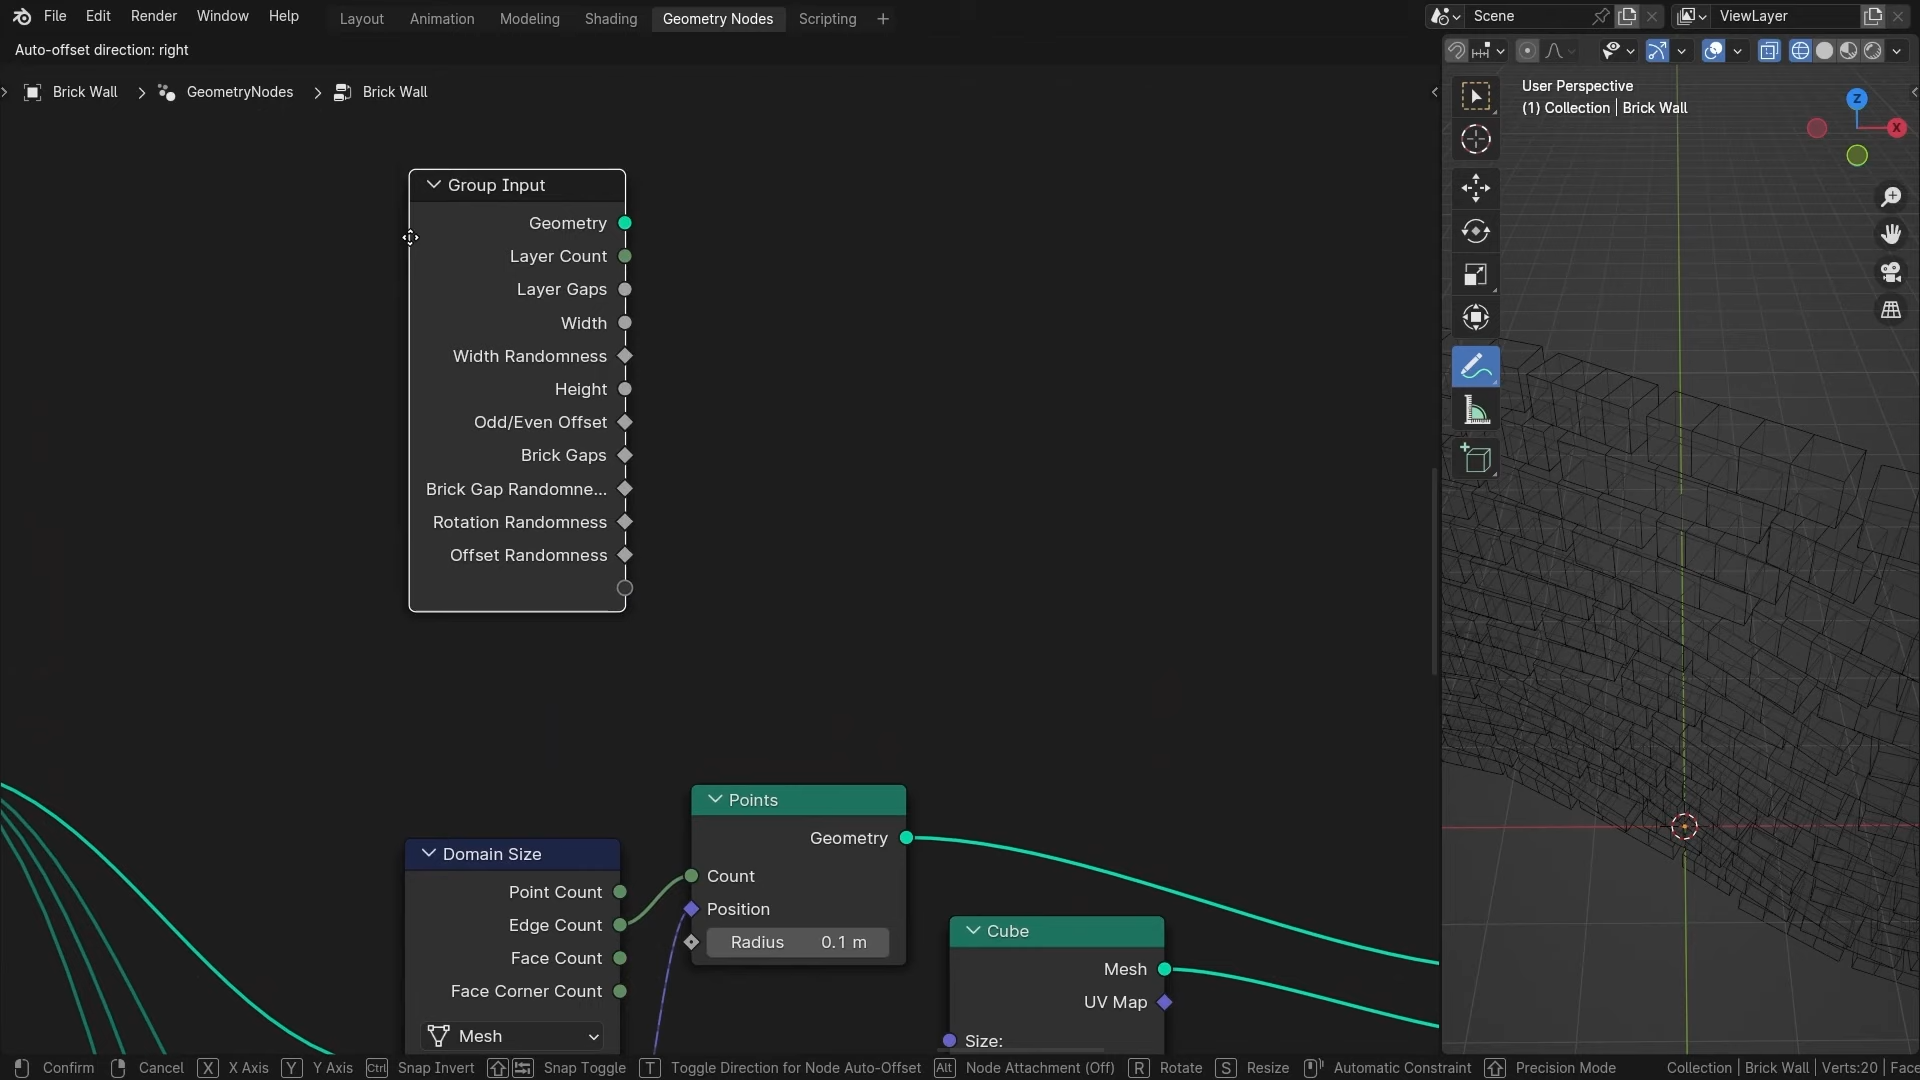 File Edit Render Window Help Layout Animation Modeling Shading Geometry Nodes Scripting + Scene ViewLayer
Auto-offset direction: right
Brick Wall > GeometryNodes > Brick Wall
User Perspective
(1) Collection | Brick Wall
Z
X
Group Input
Geometry
Layer Count
Layer Gaps
Width
Width Randomness
Height
Odd/Even Offset
Brick Gaps
Brick Gap Randomne...
Rotation Randomness
Offset Randomness
Points
Geometry
Count
Position
Radius 0.1 m
Domain Size
Point Count
Edge Count
Face Count
Face Corner Count
Mesh
Cube
Mesh
UV Map
Size:
Confirm Cancel X X Axis Y Y Axis Ctrl Snap Invert Snap Toggle T Toggle Direction for Node Auto-Offset Alt Node Attachment (Off) R Rotate S Resize Automatic Constraint Precision Mode Collection | Brick Wall | Verts:20 | Face